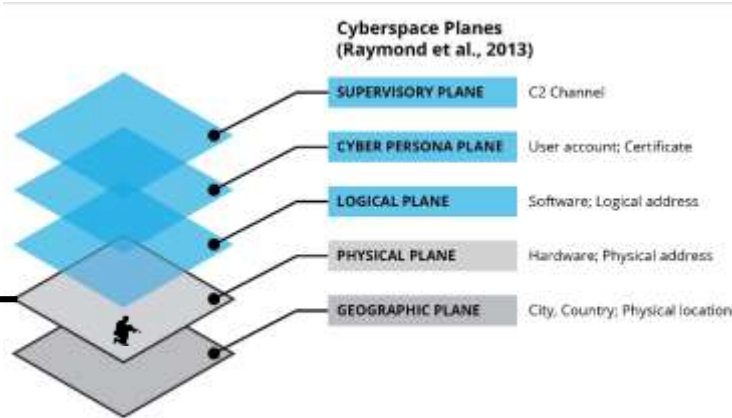 Cyberspace Planes
(Raymond et al., 2013)
SUPERVISORY PLANE C2 Channel
CYBER PERSONA PLANE User account; Certificate
LOGICAL PLANE Software; Logical address
PHYSICAL PLANE Hardware; Physical address
GEOGRAPHIC PLANE City, Country; Physical location